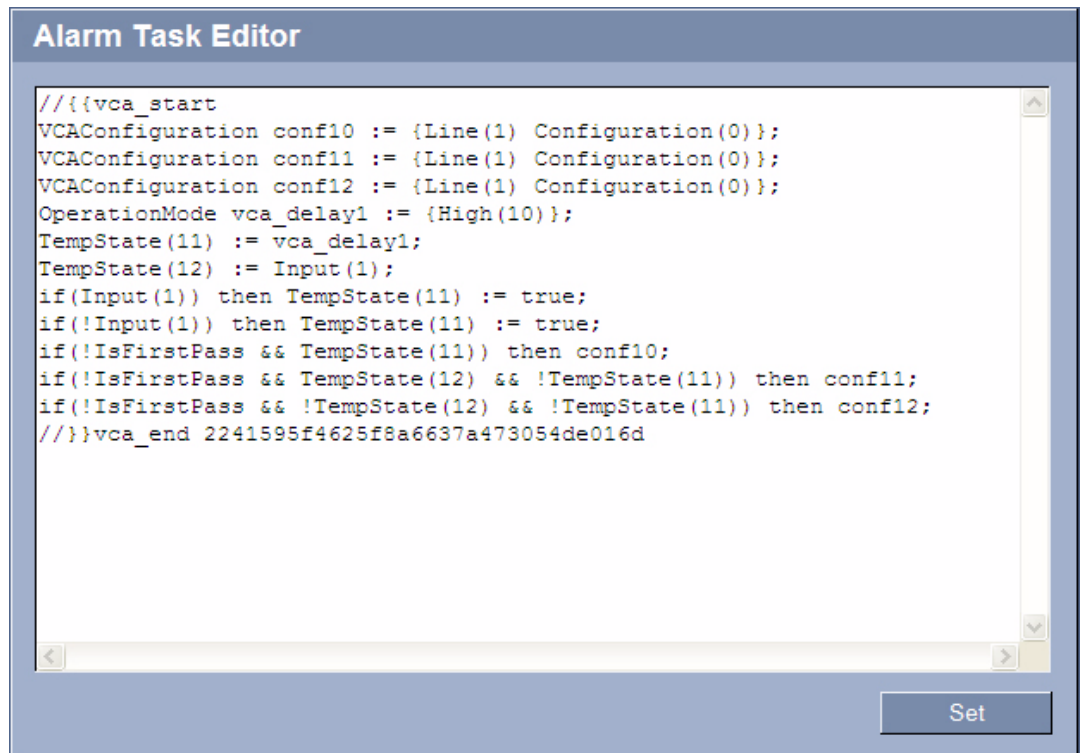 Alarm Task Editor
//{{vca_start
VCAConfiguration conf10 := {Line(1) Configuration(0)};
VCAConfiguration conf11 := {Line(1) Configuration(0)};
VCAConfiguration conf12 := {Line(1) Configuration(0)};
OperationMode vca_delay1 := {High(10)};
TempState(11) := vca_delay1;
TempState(12) := Input(1);
if(Input(1)) then TempState(11) := true;
if(!Input(1)) then TempState(11) := true;
if(!IsFirstPass && TempState(11)) then conf10;
if(!IsFirstPass && TempState(12) && !TempState(11)) then conf11;
if(!IsFirstPass && !TempState(12) && !TempState(11)) then conf12;
//}}vca_end 2241595f4625f8a6637a473054de016d
Set